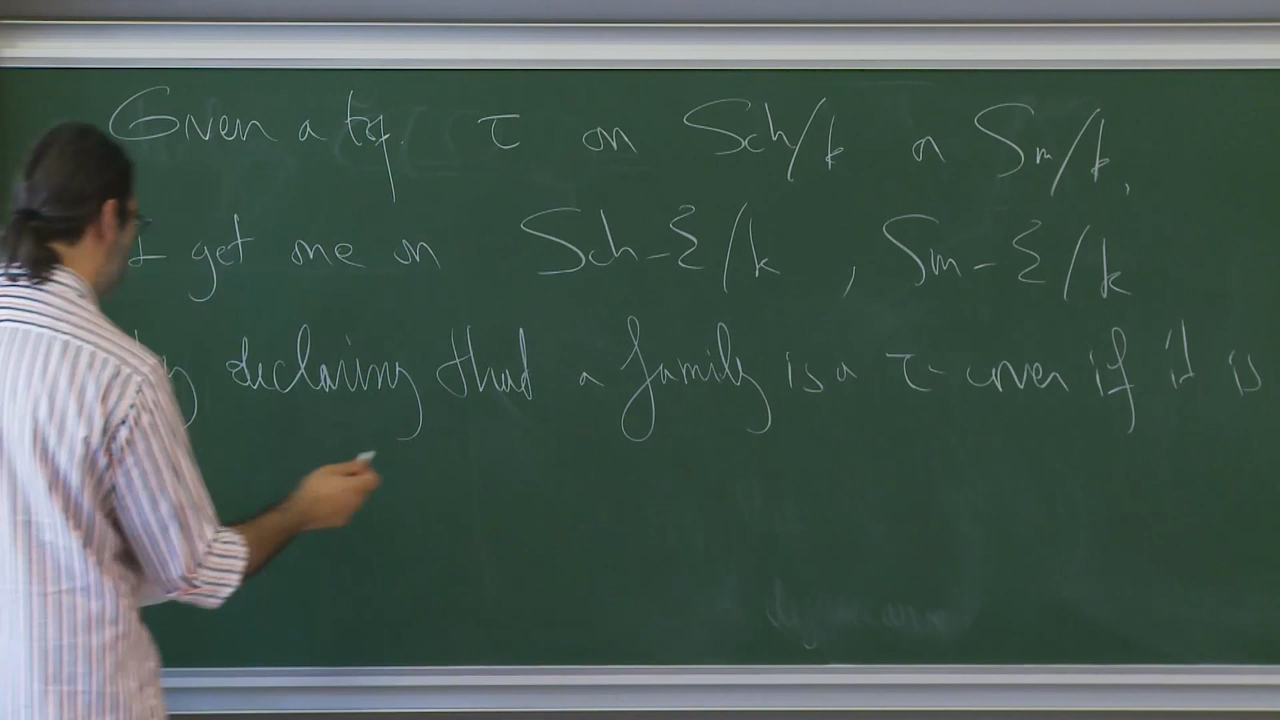 Given a top. τ on Sch/k or Sm/k,
I get one on Sch-Σ/k, Sm-Σ/k
by declaring that a family is a τ-cover if it is